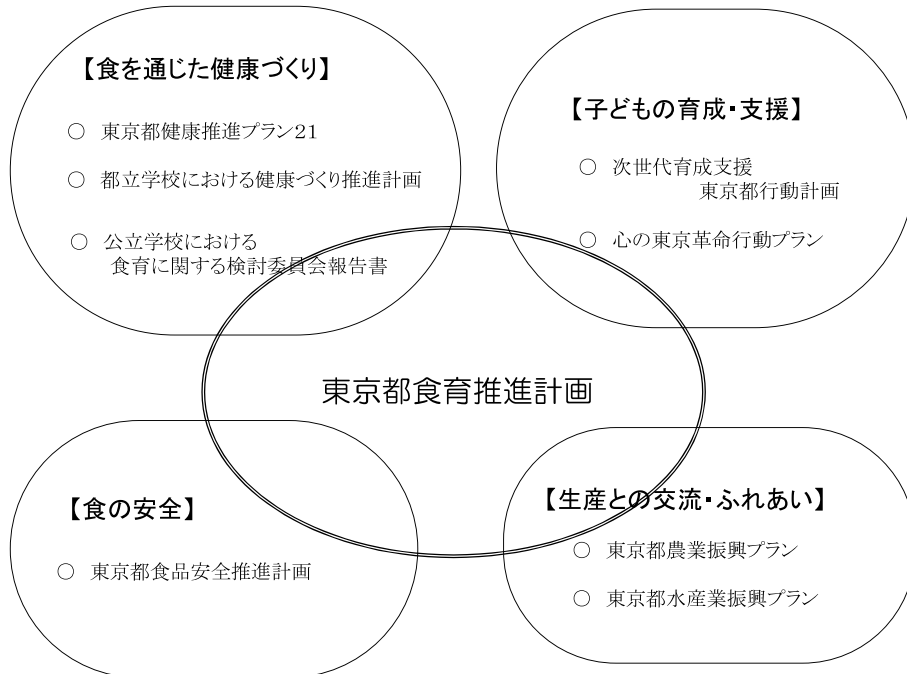 【食を通じた健康づくり】
○ 東京都健康推進プラン21
○ 都立学校における健康づくり推進計画
○ 公立学校における
食育に関する検討委員会報告書
【子どもの育成・支援】
○ 次世代育成支援
東京都行動計画
○ 心の東京革命行動プラン
東京都食育推進計画
【食の安全】
○ 東京都食品安全推進計画
【生産との交流・ふれあい】
○ 東京都農業振興プラン
○ 東京都水産業振興プラン